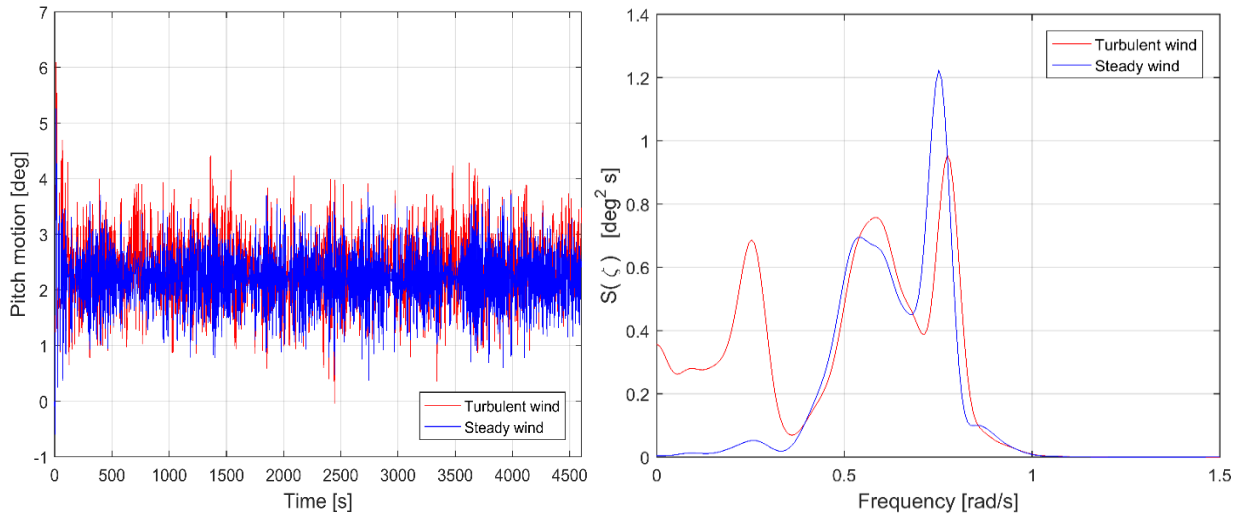 7
6
5
4
3
2
1
0
-1
Pitch motion [deg]
0 500 1000 1500 2000 2500 3000 3500 4000 4500
Time [s]
Turbulent wind
Steady wind
1.4
1.2
1
0.8
0.6
0.4
0.2
0
S(ζ) [deg² s]
0 0.5 1 1.5
Frequency [rad/s]
Turbulent wind
Steady wind